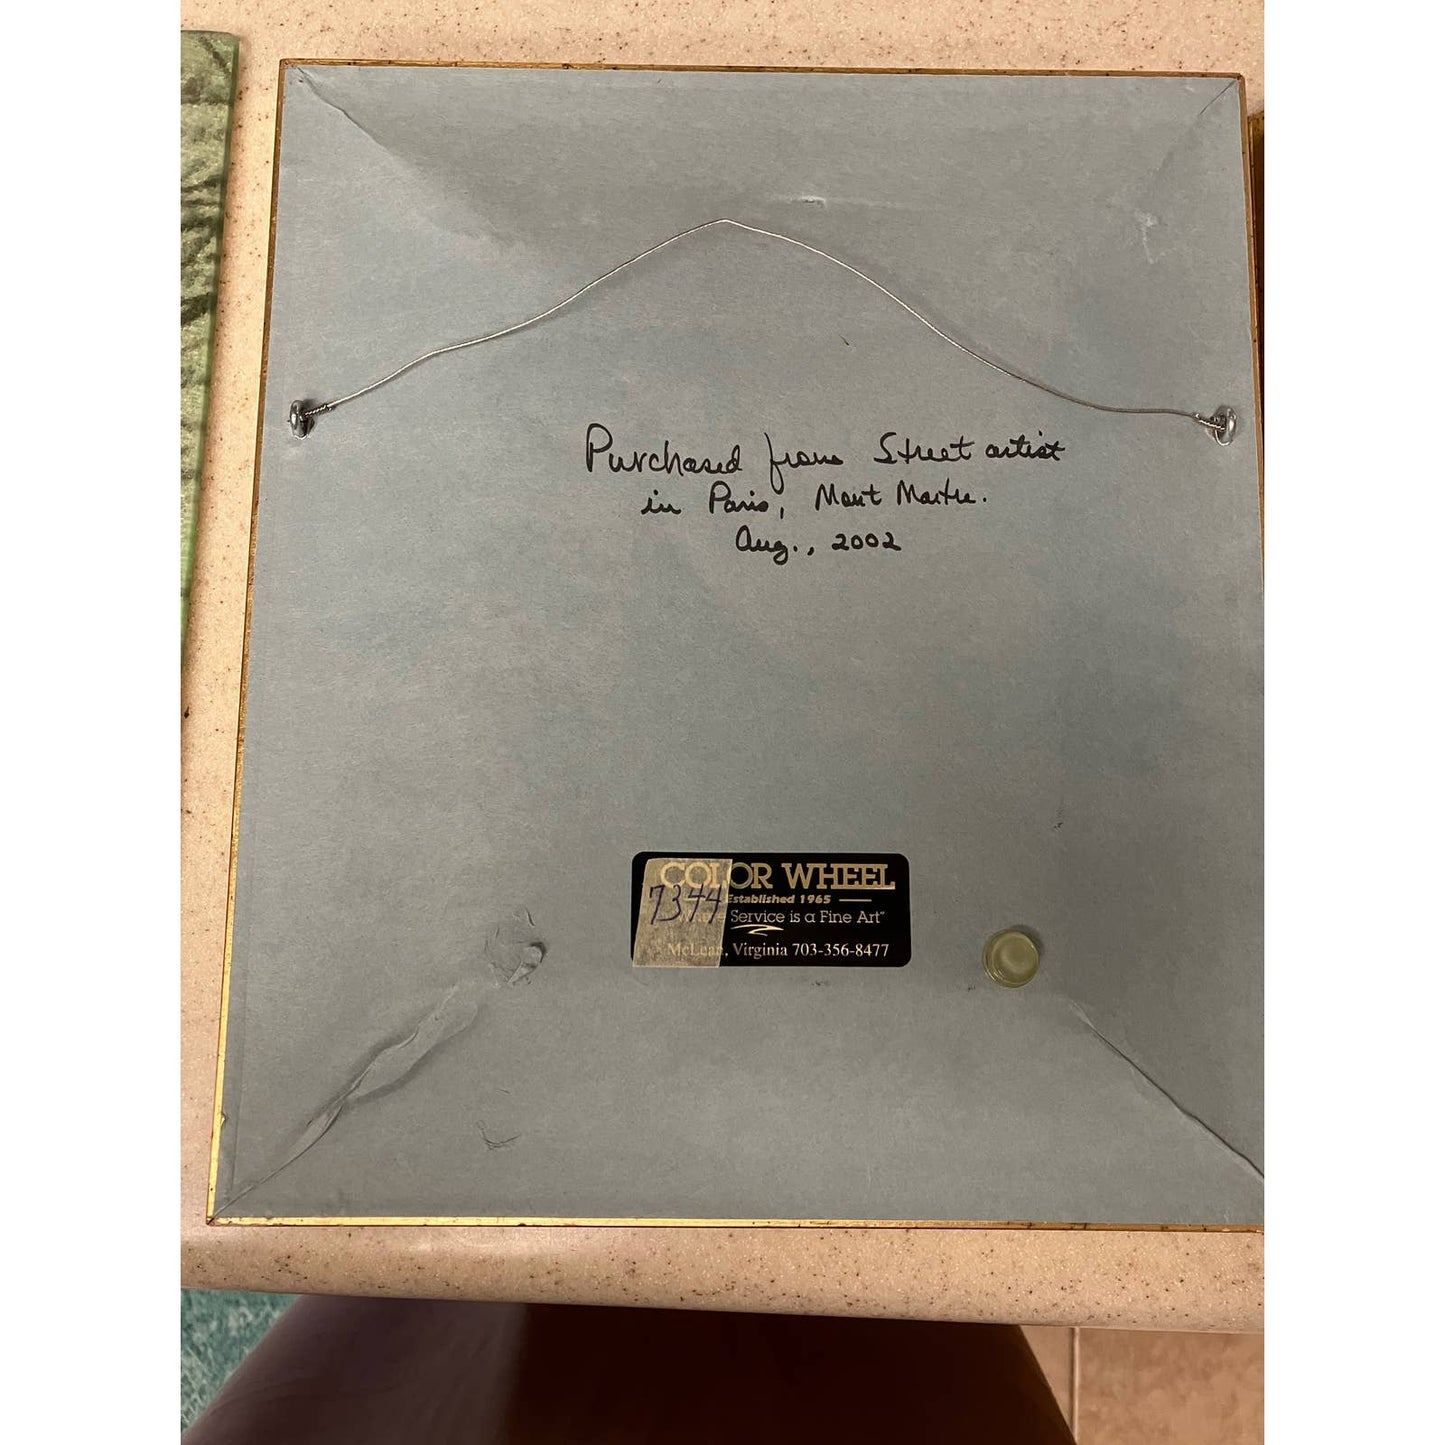 Purchased from Street artist
in Paris, Mont Martre.
Aug., 2002
COLOR WHEEL
Established 1965
7344
Service is a Fine Art"
McLean, Virginia 703-356-8477